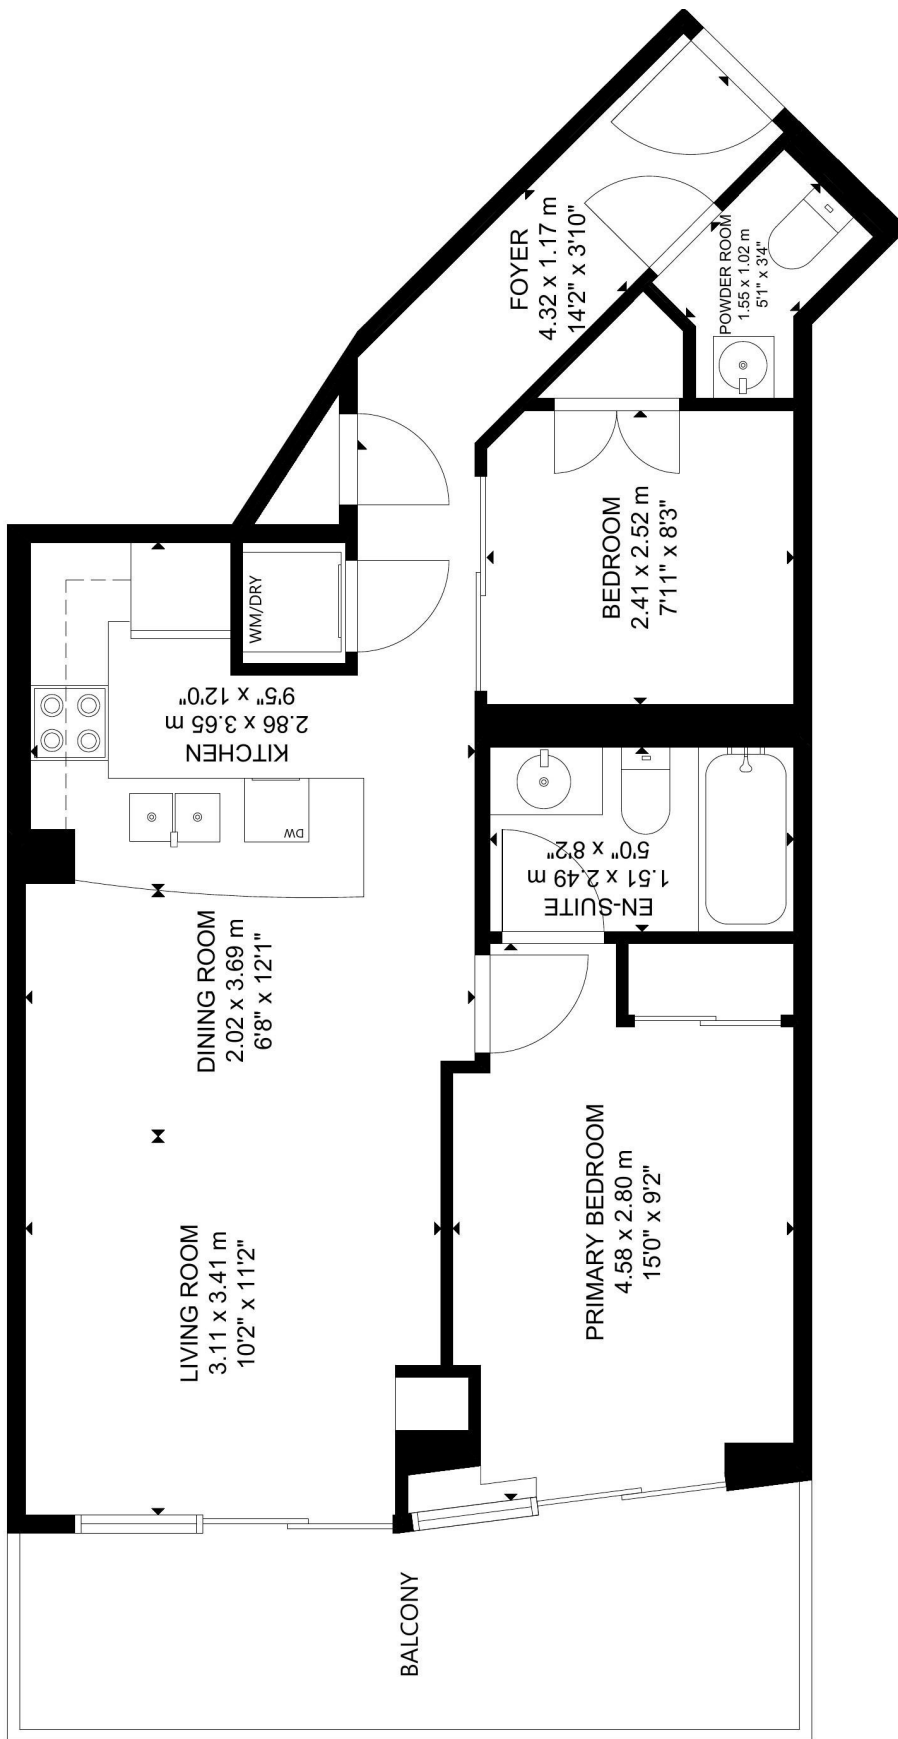 FOYER
4.32 x 1.17 m
14'2" x 3'10"
POWDER ROOM
1.55 x 1.02 m
5'1" x 3'4"
BEDROOM
2.41 x 2.52 m
7'11" x 8'3"
WM/DRY
KITCHEN
2.86 x 3.65 m
9'5" x 12'0"
DW
EN-SUITE
1.51 x 2.49 m
5'0" x 8'2"
DINING ROOM
2.02 x 3.69 m
6'8" x 12'1"
LIVING ROOM
3.11 x 3.41 m
10'2" x 11'2"
PRIMARY BEDROOM
4.58 x 2.80 m
15'0" x 9'2"
BALCONY